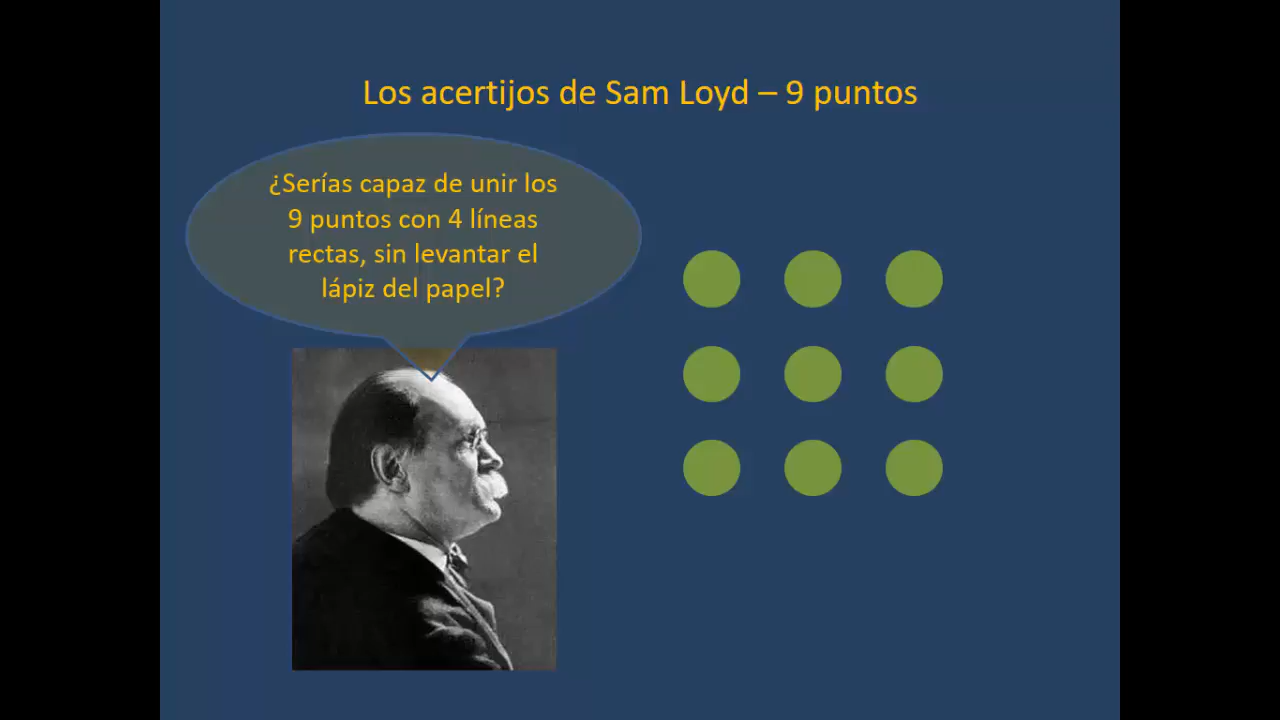 Los acertijos de Sam Loyd – 9 puntos
¿Serías capaz de unir los
9 puntos con 4 líneas
rectas, sin levantar el
lápiz del papel?